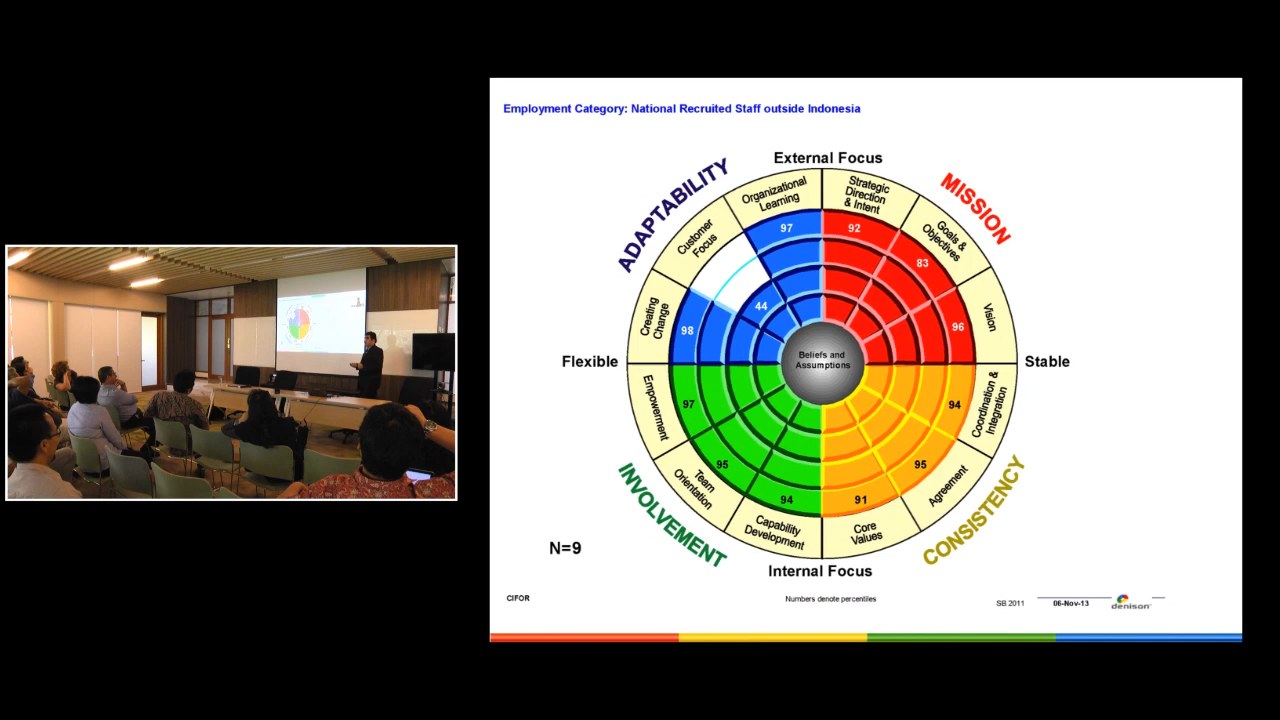 Employment Category: National Recruited Staff outside Indonesia
External Focus
ADAPTABILITY
MISSION
Organizational
Learning
Strategic
Direction
& Intent
Customer
Focus
Goals &
Objectives
97
92
83
Creating
Change
Vision
44
98
96
Flexible
Beliefs and
Assumptions
Stable
Empowerment
97
94
Coordination &
Integration
Team
Orientation
95
95
Agreement
94
91
Capability
Development
Core
Values
INVOLVEMENT
CONSISTENCY
N=9
Internal Focus
CIFOR
Numbers denote percentiles
SB 2011
06-Nov-13
denison